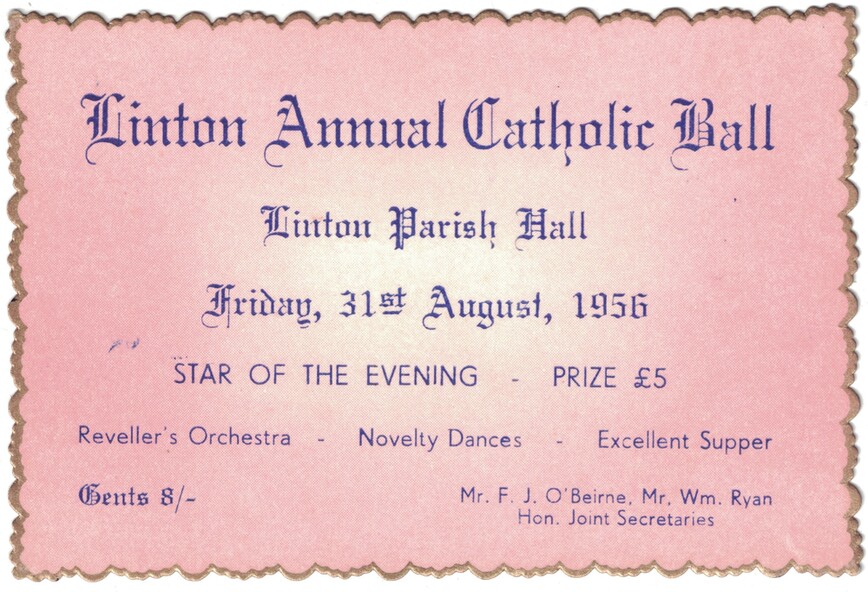 Linton Annual Catholic Ball
Linton Parish Hall
Friday, 31st August, 1956
STAR OF THE EVENING - PRIZE £5
Reveller's Orchestra - Novelty Dances - Excellent Supper
Gents 8/-
Mr. F. J. O'Beirne, Mr. Wm. Ryan
Hon. Joint Secretaries